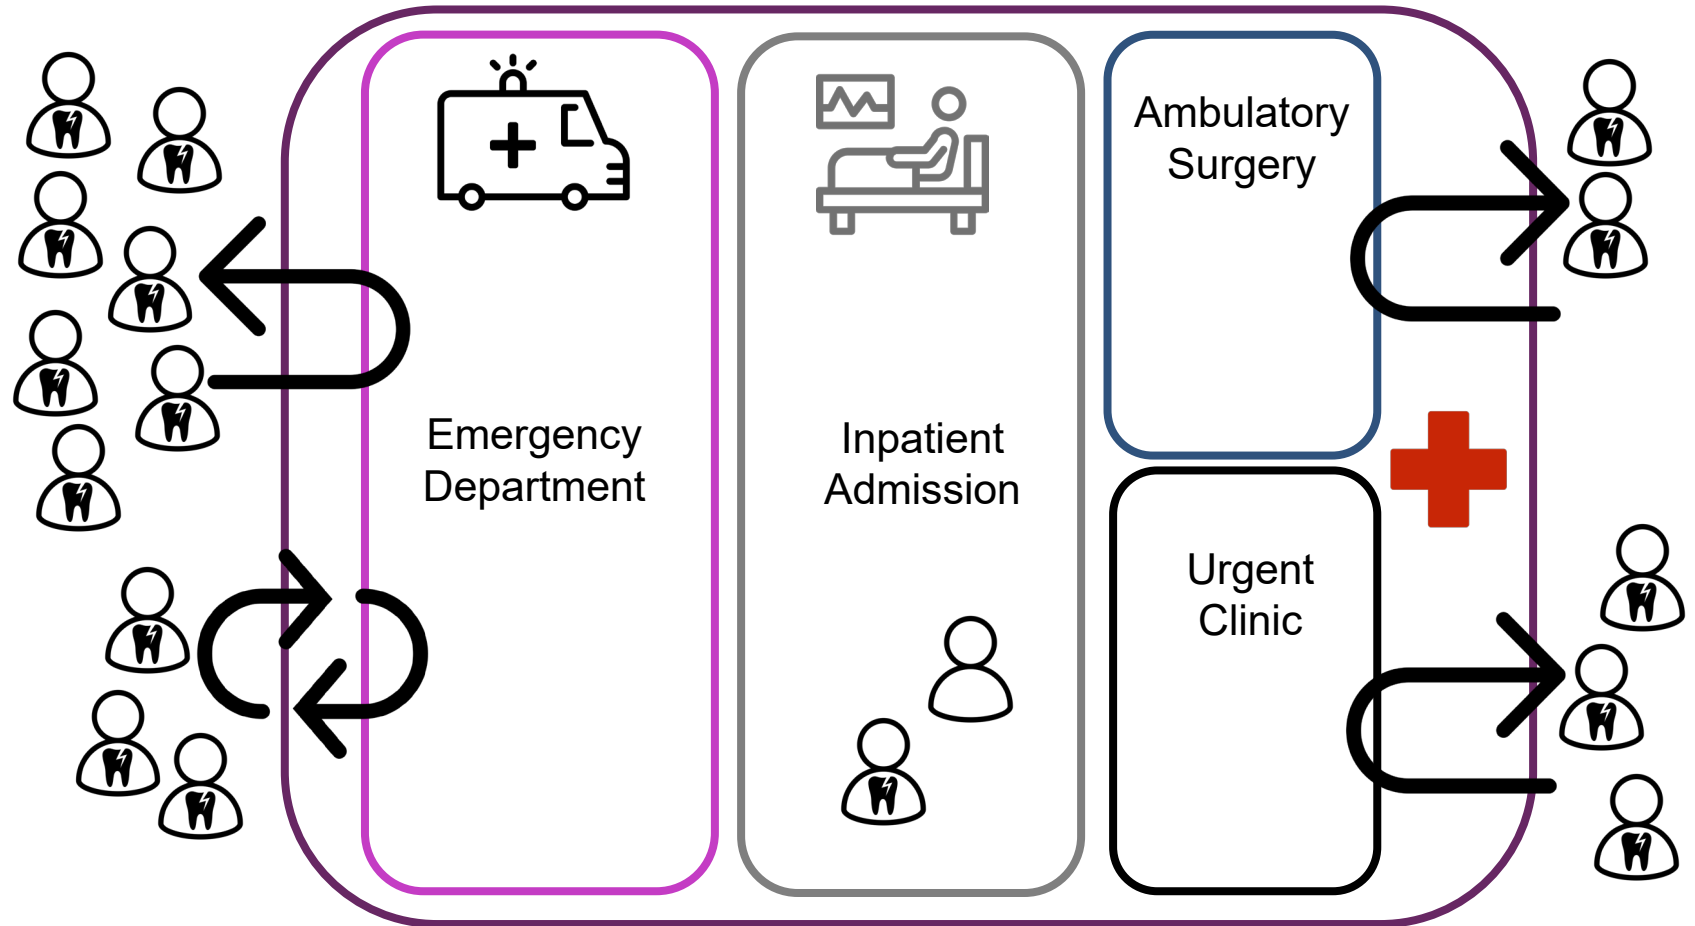 Emergency
Department
Inpatient
Admission
Ambulatory
Surgery
Urgent
Clinic